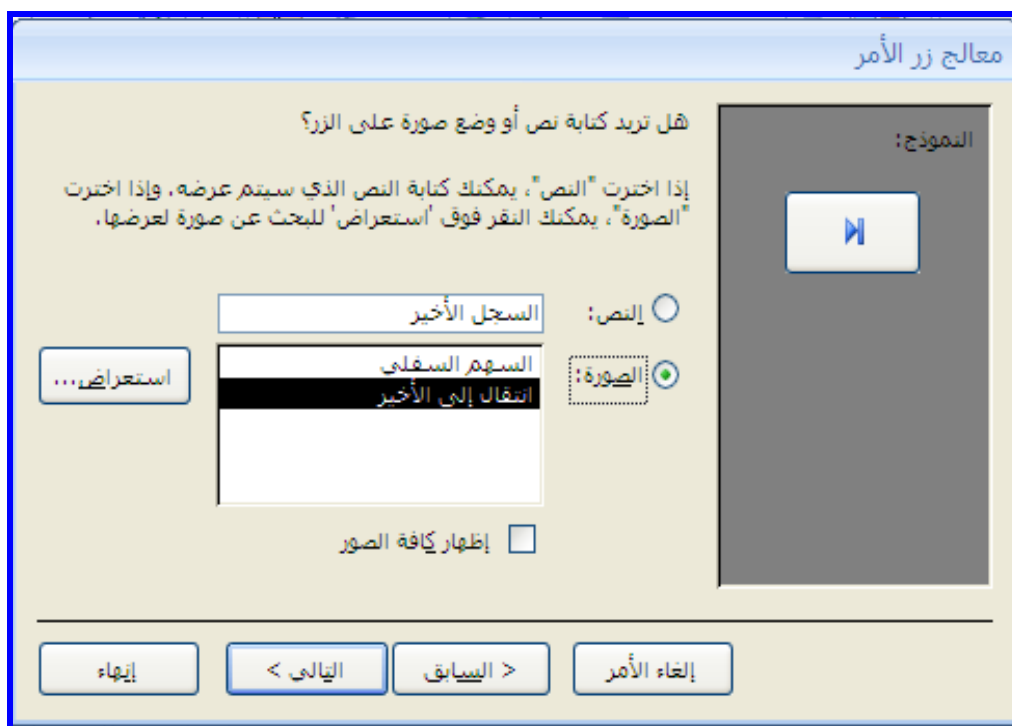 معالج زر الأمر
النموذج:
هل تريد كتابة نص أو وضع صورة على الزر؟
إذا اخترت "النص"، يمكنك كتابة النص الذي سيتم عرضه. وإذا اخترت
"الصورة"، يمكنك النقر فوق 'استعراض' للبحث عن صورة لعرضها.
النص: السجل الأخير
الصورة: السهم السفلي
انتقال إلى الأخير
استعراض...
إظهار كافة الصور
إلغاء الأمر < السابق التالي > إنهاء